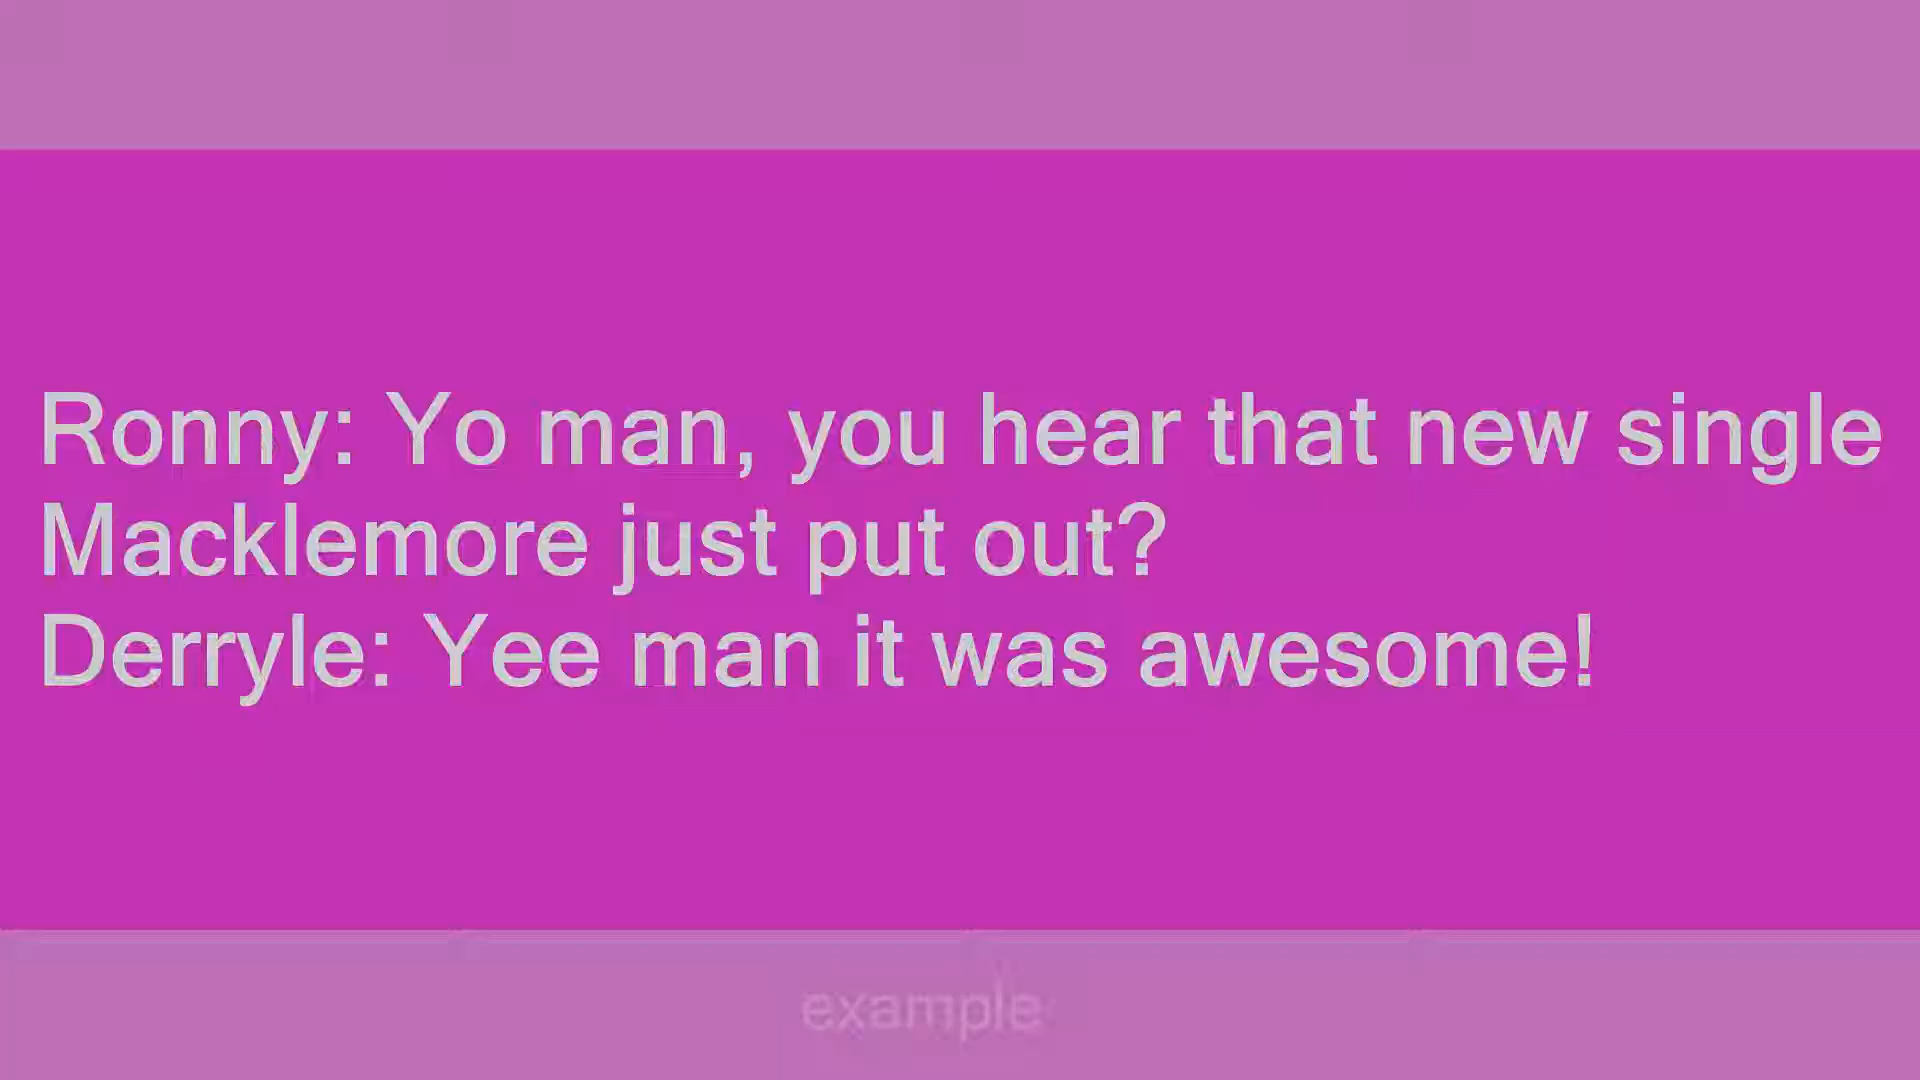 Ronny: Yo man, you hear that new single
Macklemore just put out?
Derryle: Yee man it was awesome!
example